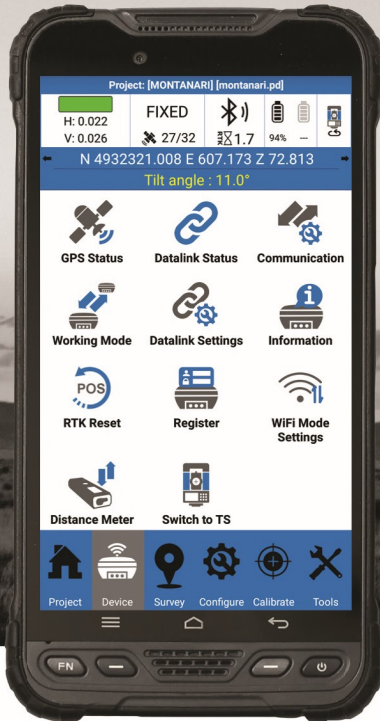 Project: [MONTANARI] [montanari.pd]
H: 0.022
V: 0.026
FIXED
27/32
RTK
1.7
94%
--
N 4932321.008 E 607.173 Z 72.813
Tilt angle : 11.0°
GPS Status
Datalink Status
Communication
Working Mode
Datalink Settings
Information
POS
RTK Reset
Register
WiFi Mode
Settings
Distance Meter
Switch to TS
Project
Device
Survey
Configure
Calibrate
Tools
FN